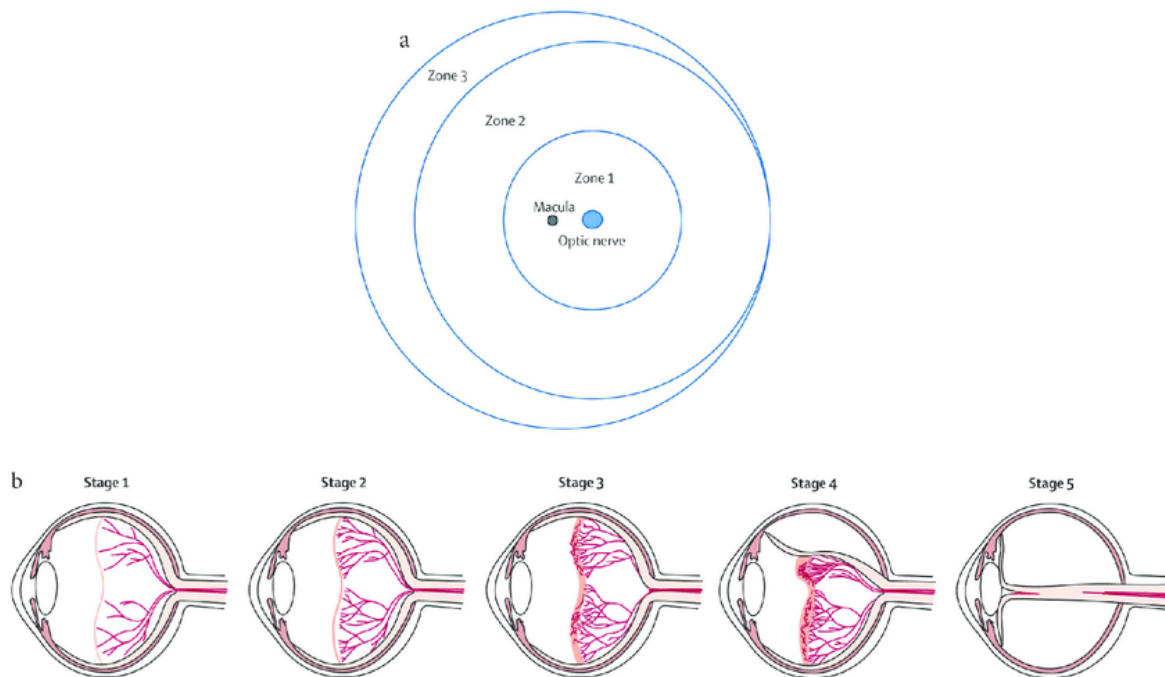 a
Zone 3
Zone 2
Zone 1
Macula
Optic nerve
b
Stage 1
Stage 2
Stage 3
Stage 4
Stage 5